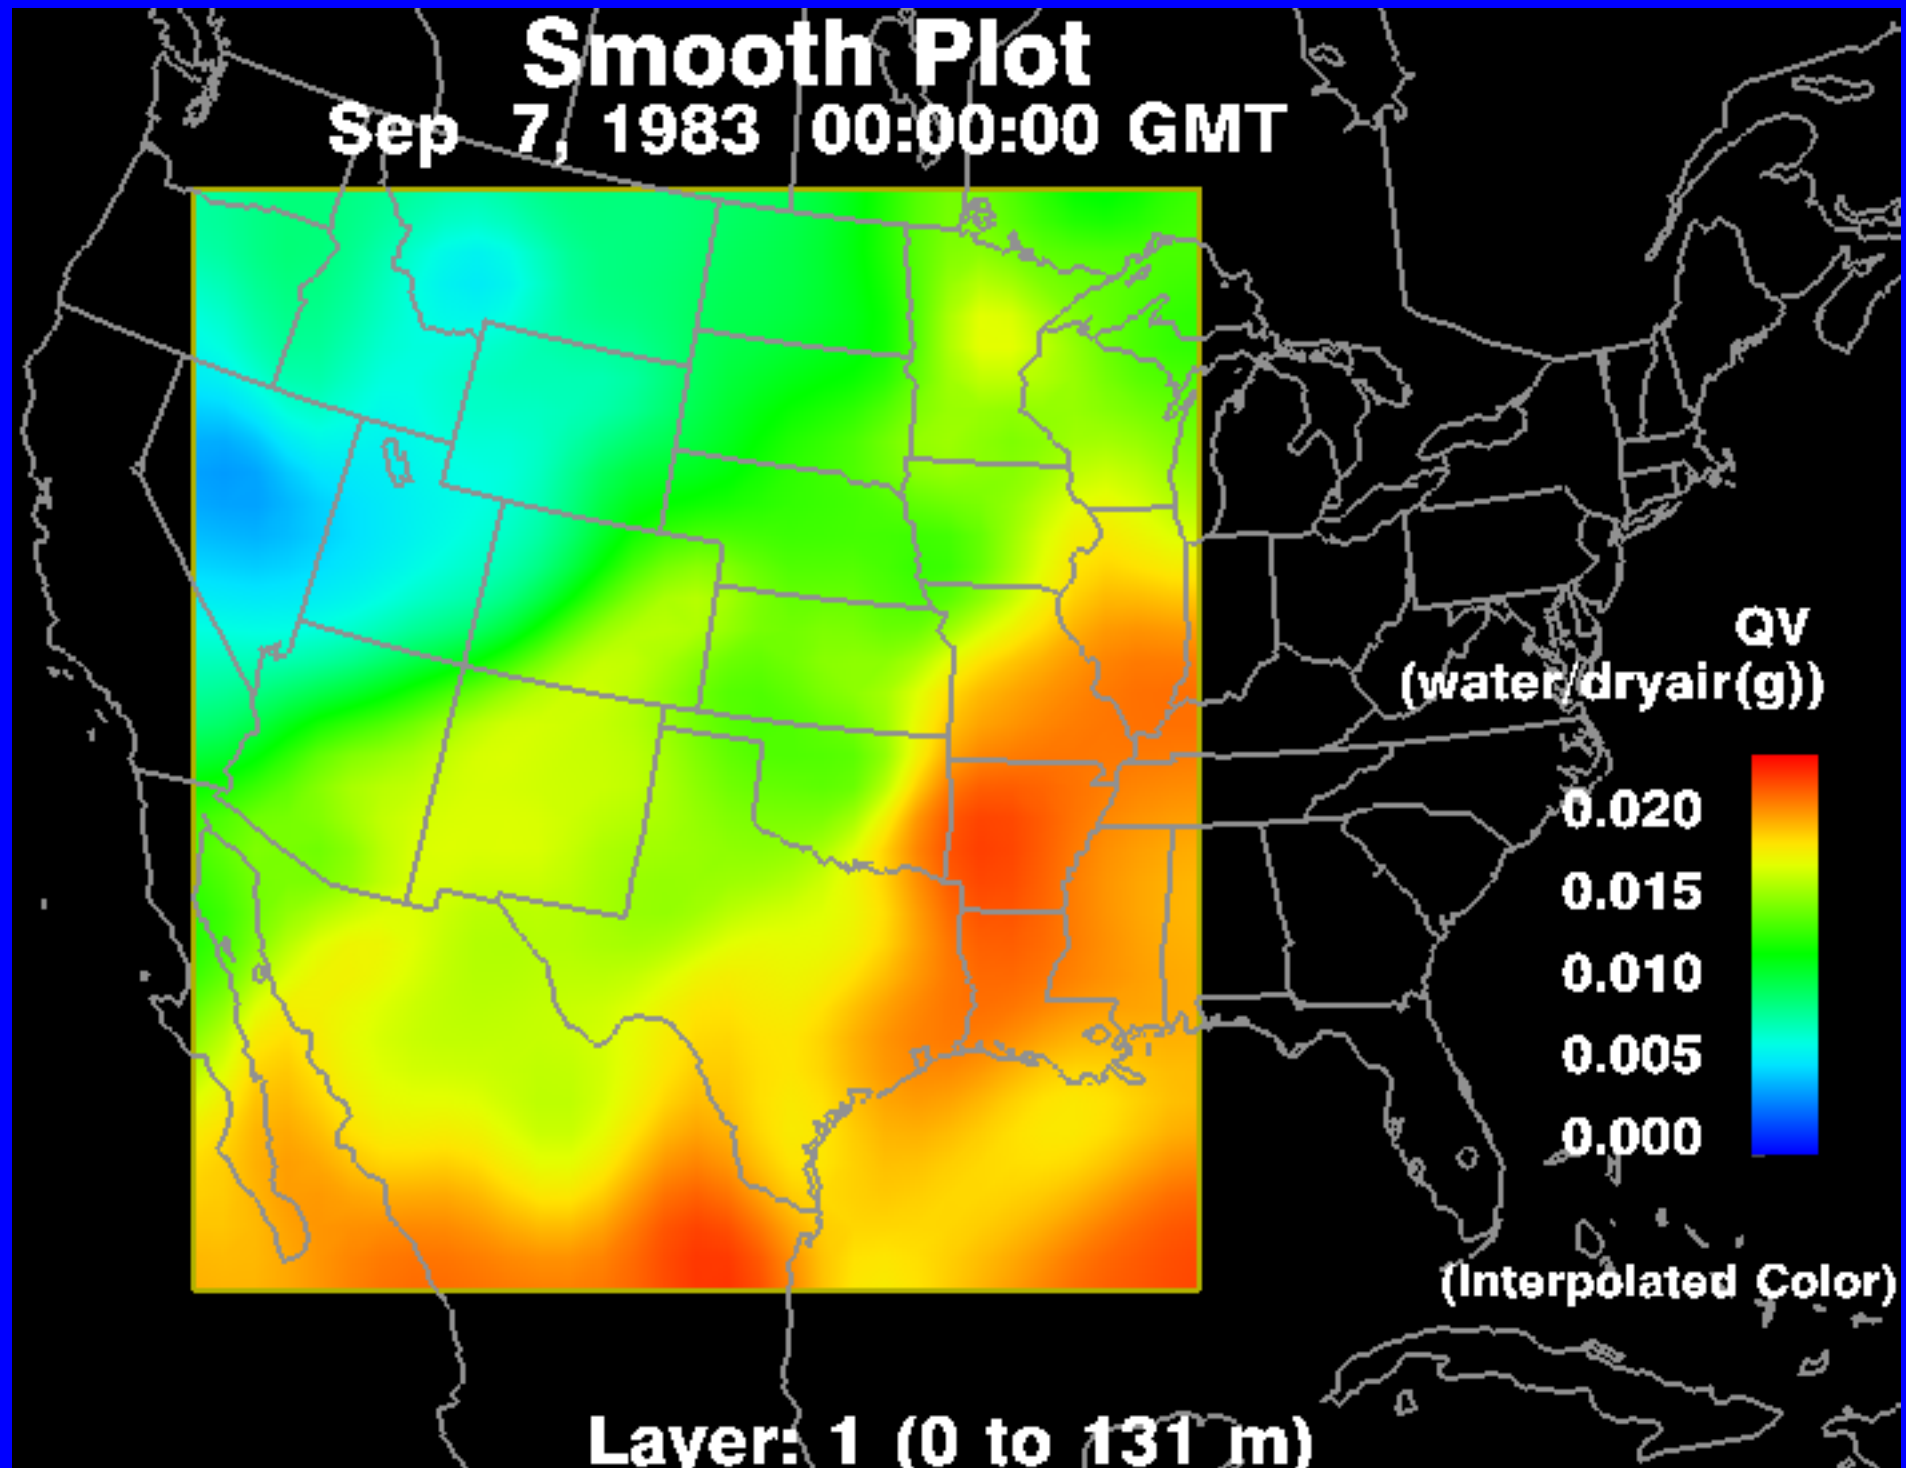 Smooth Plot
Sep 7, 1983 00:00:00 GMT
QV
(water/dryair(g))
0.020
0.015
0.010
0.005
0.000
(Interpolated Color)
Layer: 1 (0 to 131 m)